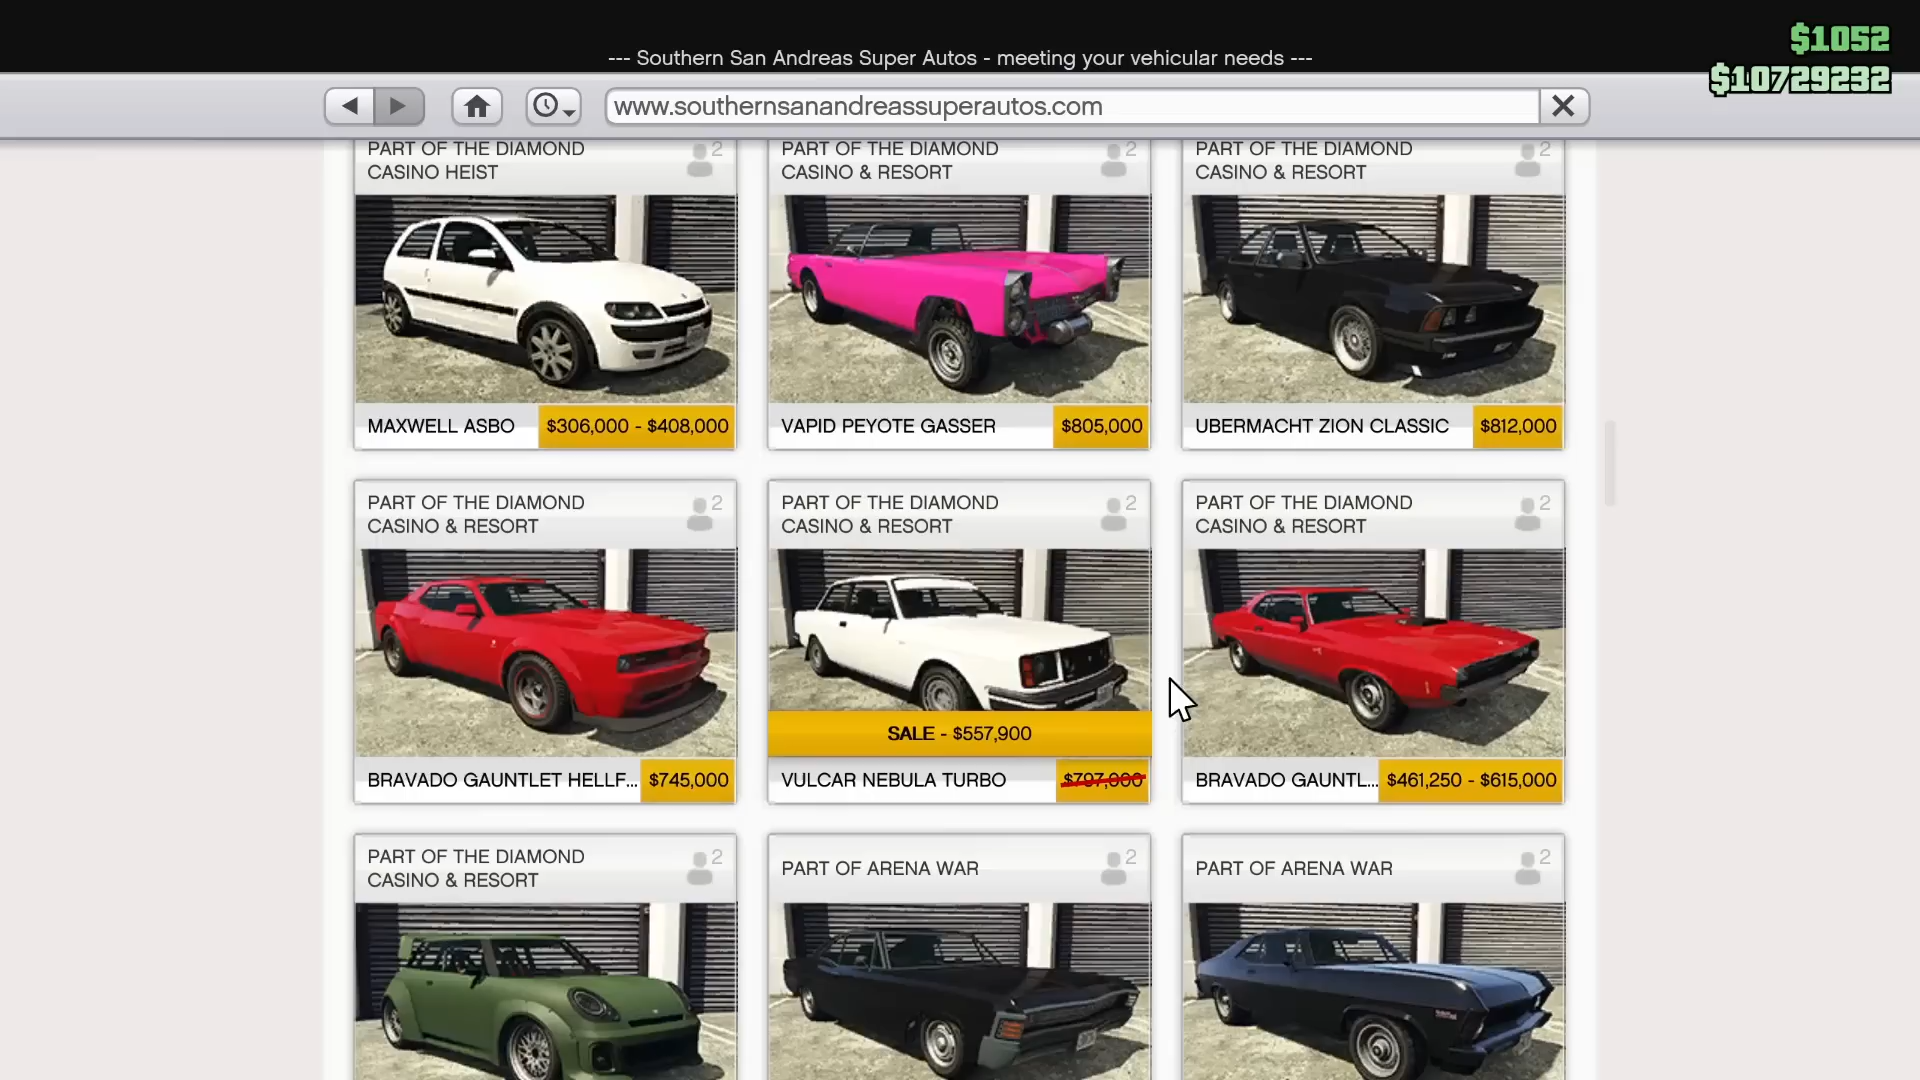 --- Southern San Andreas Super Autos - meeting your vehicular needs ---
$1052
$10729232
www.southernsanandreassuperautos.com
PART OF THE DIAMOND
CASINO HEIST
2
PART OF THE DIAMOND
CASINO & RESORT
2
PART OF THE DIAMOND
CASINO & RESORT
2
MAXWELL ASBO
$306,000 - $408,000
VAPID PEYOTE GASSER
$805,000
UBERMACHT ZION CLASSIC
$812,000
PART OF THE DIAMOND
CASINO & RESORT
2
PART OF THE DIAMOND
CASINO & RESORT
2
PART OF THE DIAMOND
CASINO & RESORT
2
SALE - $557,900
BRAVADO GAUNTLET HELLF...
$745,000
VULCAR NEBULA TURBO
$797,000
BRAVADO GAUNTL...
$461,250 - $615,000
PART OF THE DIAMOND
CASINO & RESORT
2
PART OF ARENA WAR
2
PART OF ARENA WAR
2